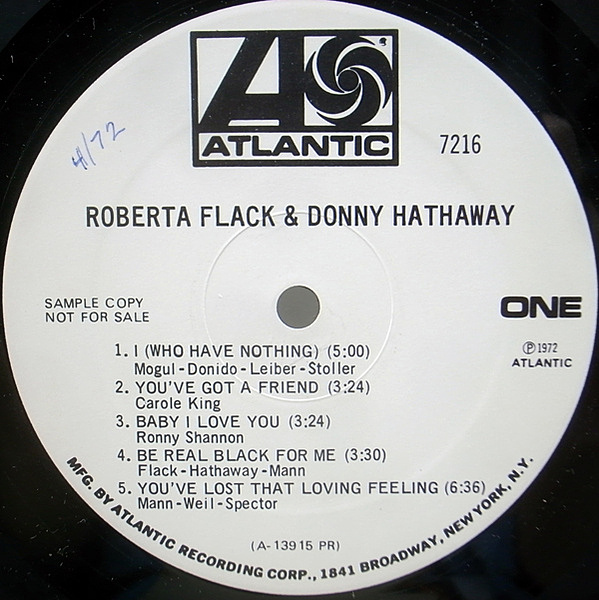 ATLANTIC
7216
4/72
ROBERTA FLACK & DONNY HATHAWAY
SAMPLE COPY
NOT FOR SALE
ONE
Ⓟ 1972
ATLANTIC
1. I (WHO HAVE NOTHING) (5:00)
Mogul - Donido - Leiber - Stoller
2. YOU'VE GOT A FRIEND (3:24)
Carole King
3. BABY I LOVE YOU (3:24)
Ronny Shannon
4. BE REAL BLACK FOR ME (3:30)
Flack - Hathaway - Mann
5. YOU'VE LOST THAT LOVING FEELING (6:36)
Mann - Weil - Spector
(A - 13915 PR)
MFG. BY ATLANTIC RECORDING CORP., 1841 BROADWAY, NEW YORK, N.Y.